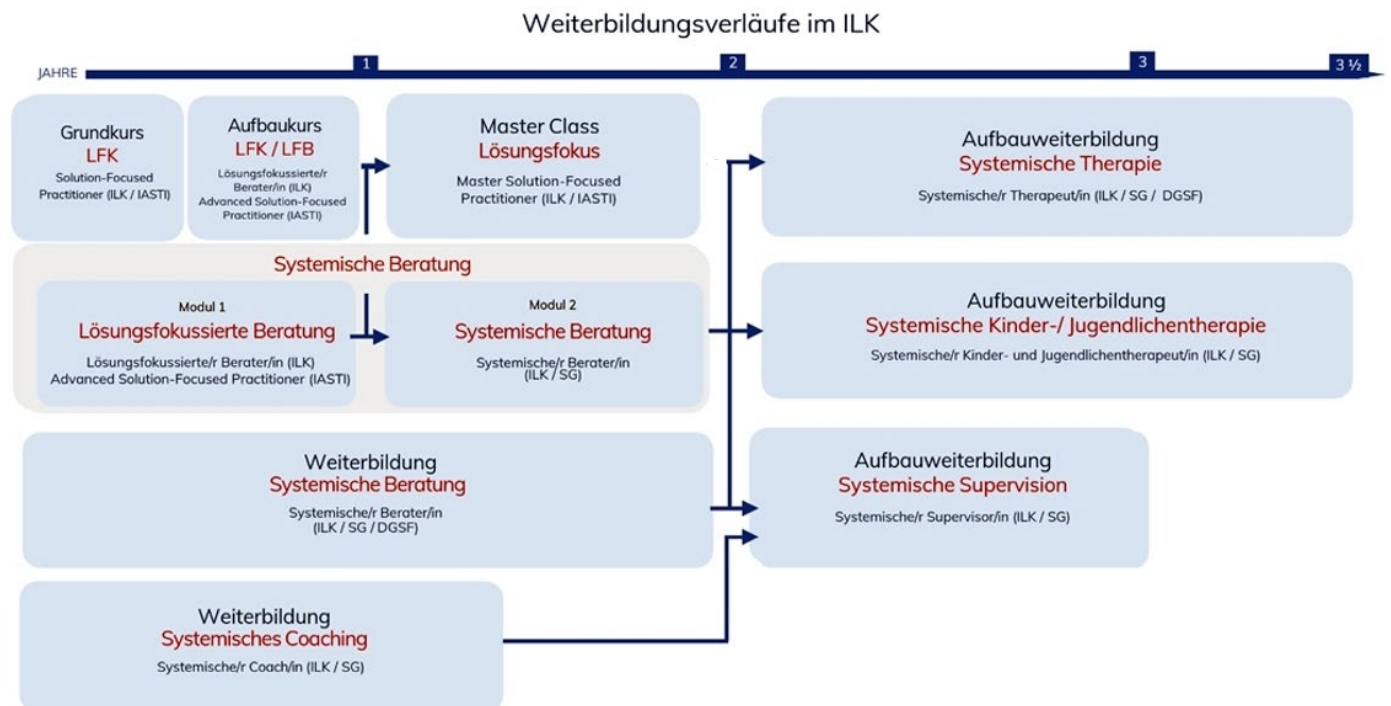 Weiterbildungsverläufe im ILK
JAHRE
1
2
3
3 ½
Grundkurs
LFK
Solution-Focused
Practitioner (ILK / IASTI)
Aufbaukurs
LFK / LFB
Lösungsfokussierte/r
Berater/in (ILK)
Advanced Solution-Focused
Practitioner (IASTI)
Master Class
Lösungsfokus
Master Solution-Focused
Practitioner (ILK / IASTI)
Aufbauweiterbildung
Systemische Therapie
Systemische/r Therapeut/in (ILK / SG / DGSF)
Systemische Beratung
Modul 1
Lösungsfokussierte Beratung
Lösungsfokussierte/r Berater/in (ILK)
Advanced Solution-Focused Practitioner (IASTI)
Modul 2
Systemische Beratung
Systemische/r Berater/in
(ILK / SG)
Aufbauweiterbildung
Systemische Kinder-/ Jugendlichentherapie
Systemische/r Kinder- und Jugendlichentherapeut/in (ILK / SG)
Weiterbildung
Systemische Beratung
Systemische/r Berater/in
(ILK / SG / DGSF)
Aufbauweiterbildung
Systemische Supervision
Systemische/r Supervisor/in (ILK / SG)
Weiterbildung
Systemisches Coaching
Systemische/r Coach/in (ILK / SG)